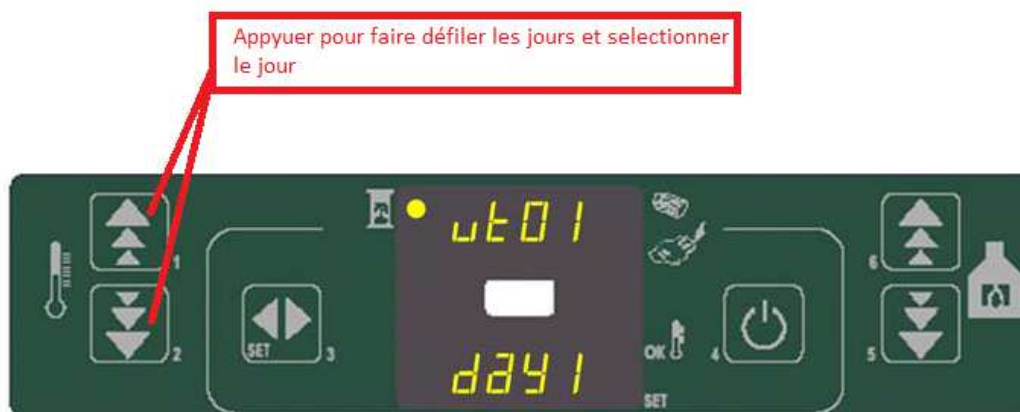 Appyuer pour faire défiler les jours et selectionner
le jour
1
2
SET 3
ut01
day1
OK
SET
4
6
5